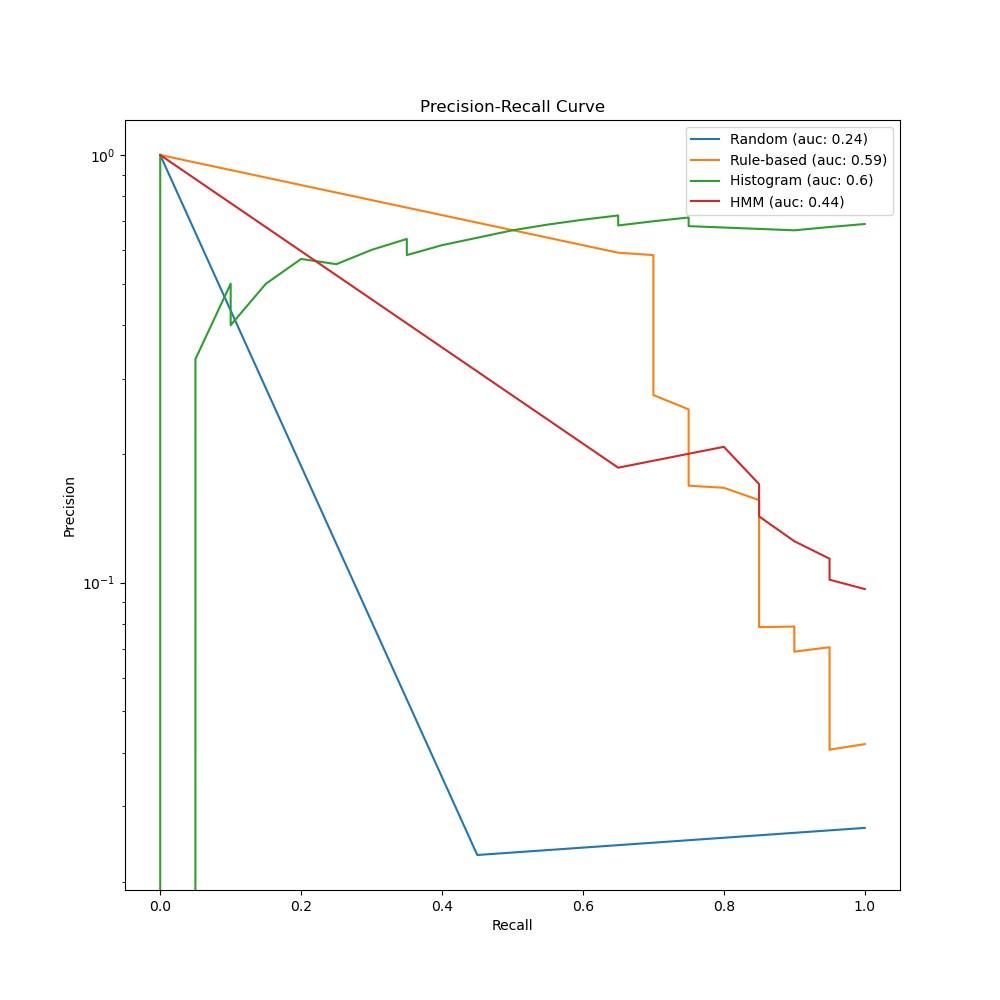 Precision-Recall Curve
Random (auc: 0.24)
Rule-based (auc: 0.59)
Histogram (auc: 0.6)
HMM (auc: 0.44)
10⁰
10⁻¹
Precision
0.0 0.2 0.4 0.6 0.8 1.0
Recall